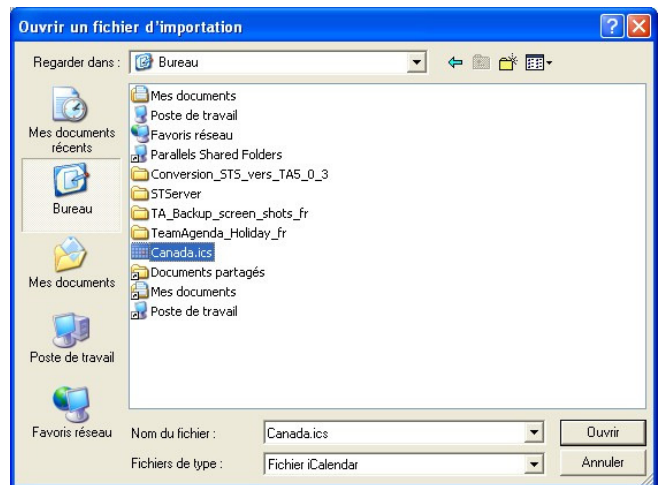 Ouvrir un fichier d'importation
Regarder dans : Bureau
Mes documents récents
Bureau
Mes documents
Poste de travail
Favoris réseau
Mes documents
Poste de travail
Favoris réseau
Parallels Shared Folders
Conversion_STS_vers_TA5_0_3
STServer
TA_Backup_screen_shots_fr
TeamAgenda_Holiday_fr
Canada.ics
Documents partagés
Mes documents
Poste de travail
Nom du fichier : Canada.ics Ouvrir
Fichiers de type : Fichier iCalendar Annuler